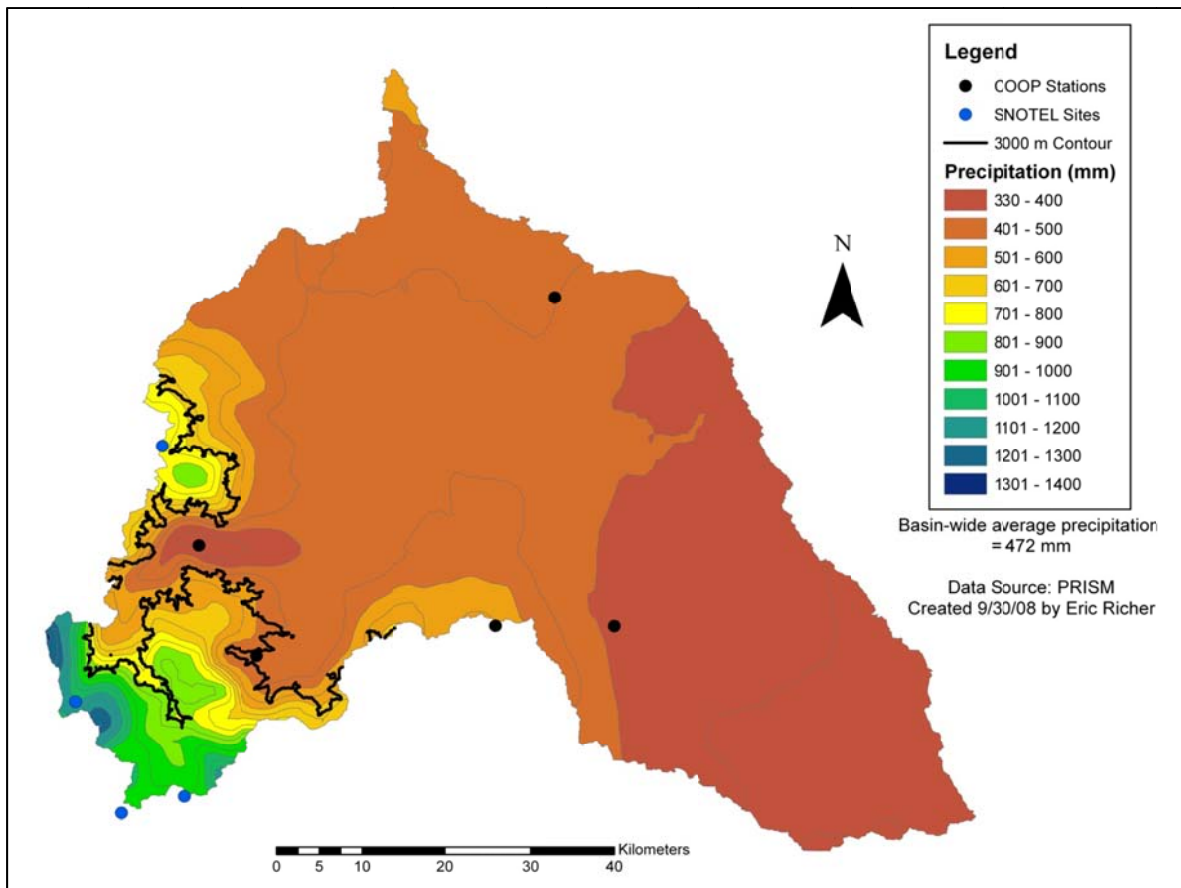 Legend
COOP Stations
SNOTEL Sites
3000 m Contour
Precipitation (mm)
330 - 400
401 - 500
501 - 600
601 - 700
701 - 800
801 - 900
901 - 1000
1001 - 1100
1101 - 1200
1201 - 1300
1301 - 1400
N
Basin-wide average precipitation
= 472 mm
Data Source: PRISM
Created 9/30/08 by Eric Richer
Kilometers
0 5 10 20 30 40